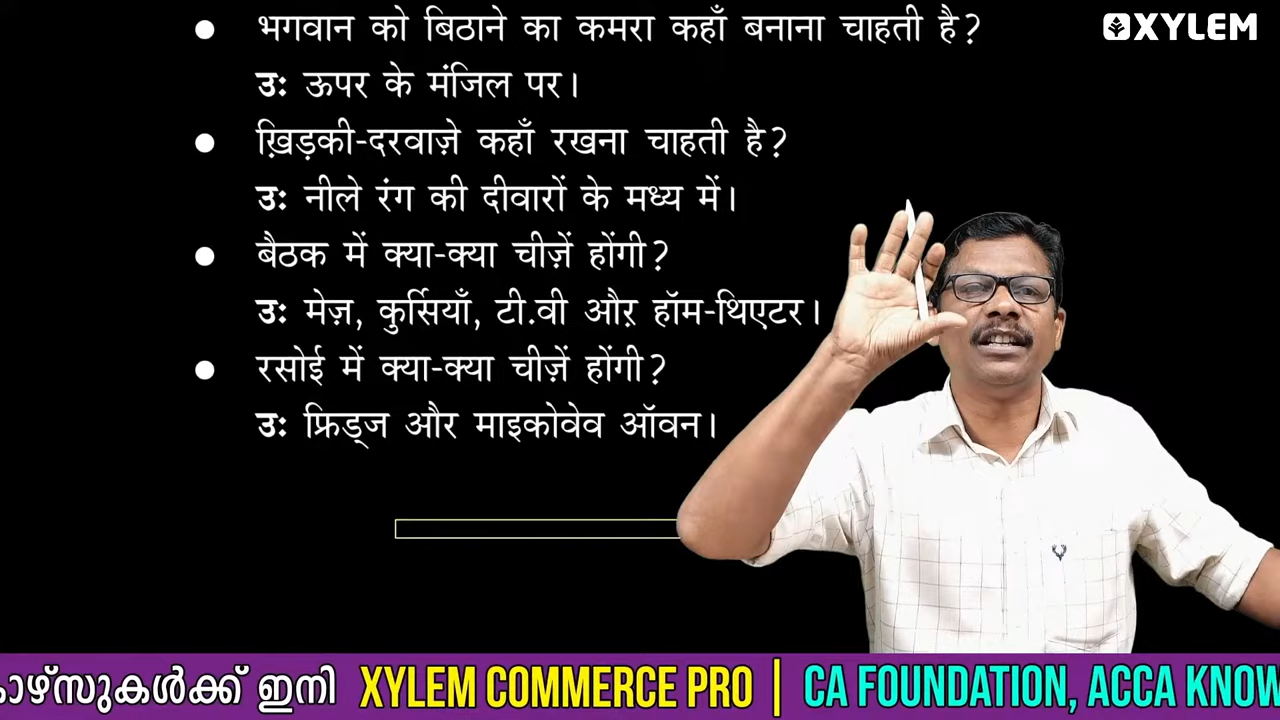 भगवान को बिठाने का कमरा कहाँ बनाना चाहती है?
XYLEM
उः ऊपर के मंजिल पर।
ख़िड़की-दरवाज़े कहाँ रखना चाहती है?
उः नीले रंग की दीवारों के मध्य में।
बैठक में क्या-क्या चीज़ें होंगी?
उः मेज़, कुर्सियाँ, टी.वी औऱ हॉम-थिएटर।
रसोई में क्या-क्या चीज़ें होंगी?
उः फ्रिड्ज और माइकोवेव ऑवन।
കോഴ്സുകൾക്ക് ഇനി XYLEM COMMERCE PRO | CA FOUNDATION, ACCA KNOW